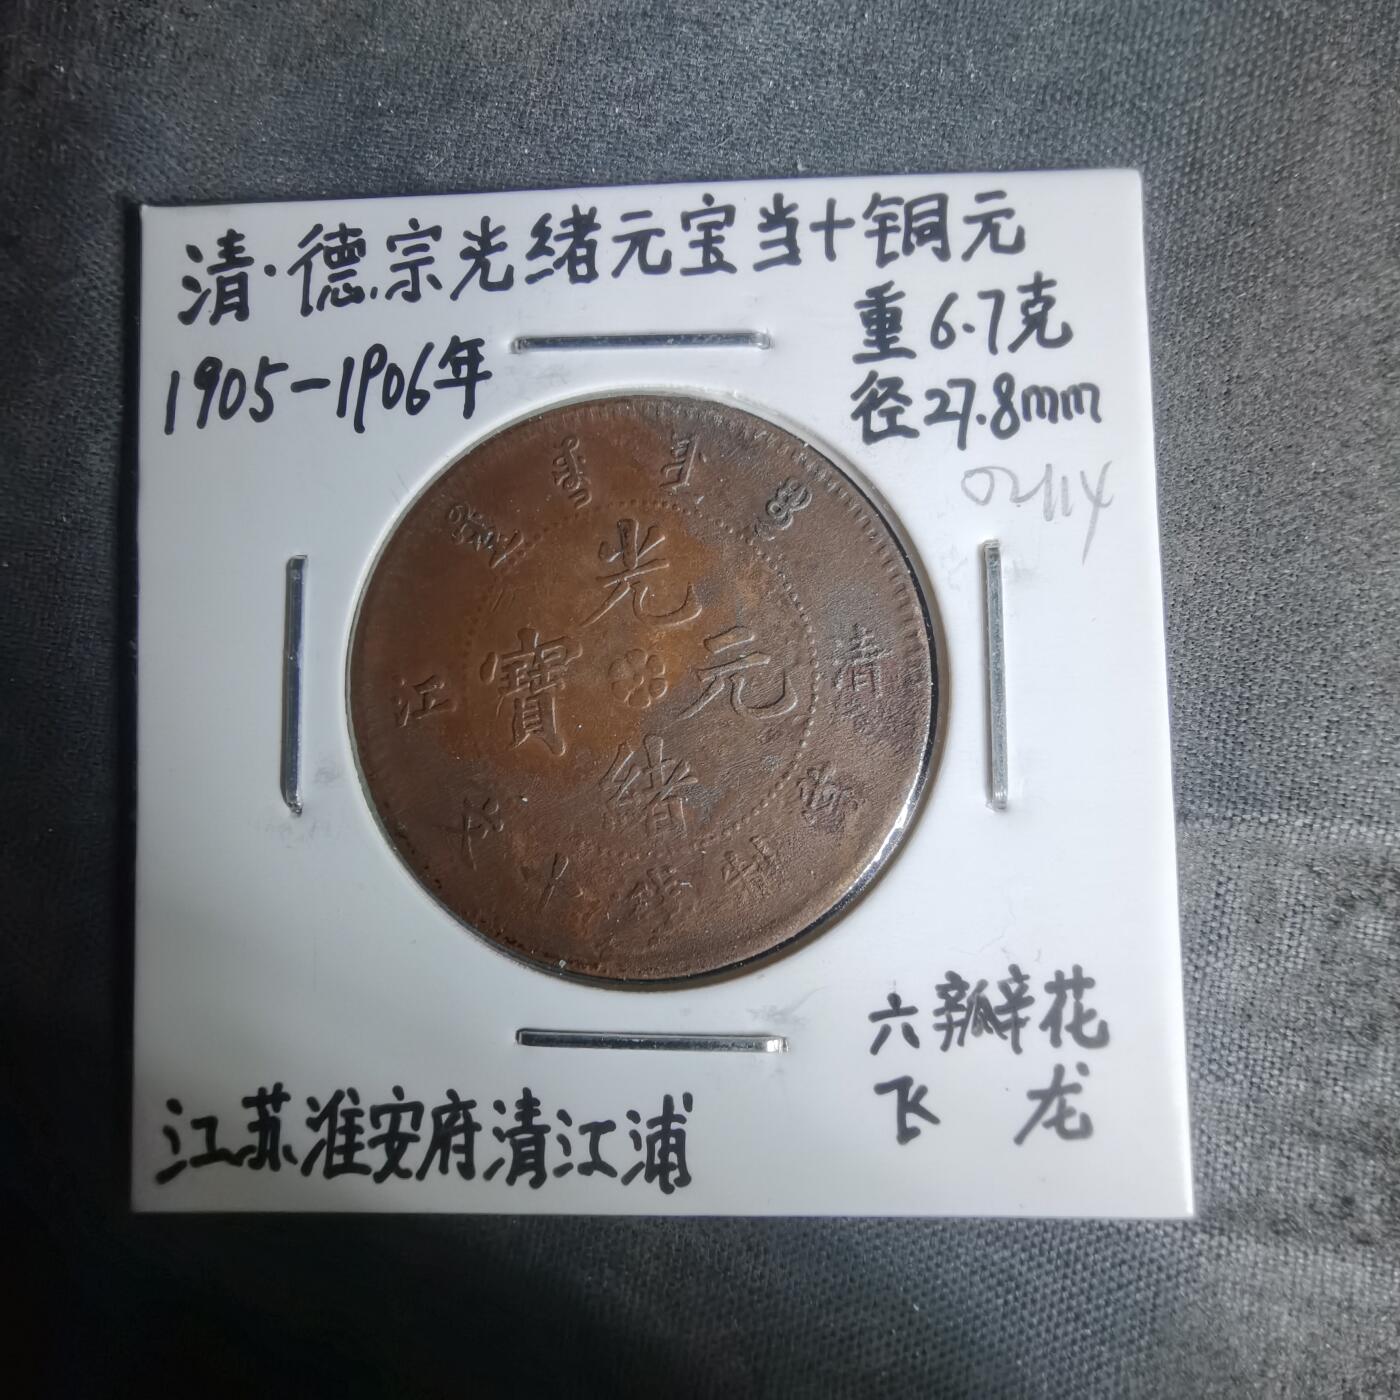 清·德宗光绪元宝当十铜元
重6.7克
1905-1906年
径27.8mm
光
寶 元
緒
江 清
六瓣花
飞龙
江苏淮安府清江浦